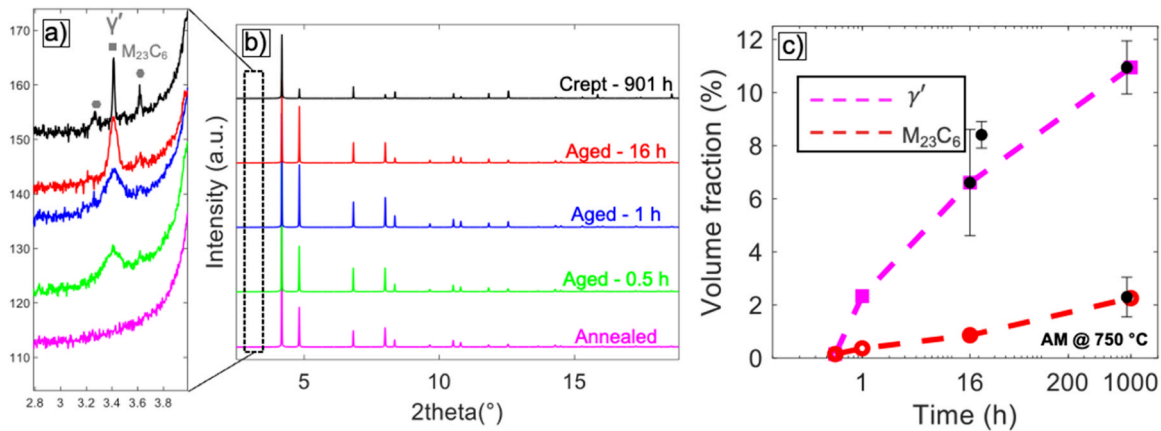 a)
γ′
M23C6
170
160
150
140
130
120
110
2.8 3 3.2 3.4 3.6 3.8
b)
Intensity (a.u.)
Crept - 901 h
Aged - 16 h
Aged - 1 h
Aged - 0.5 h
Annealed
5 10 15
2theta(°)
c)
Volume fraction (%)
12
10
8
6
4
2
0
γ′
M23C6
AM @ 750 °C
1 16 200 1000
Time (h)